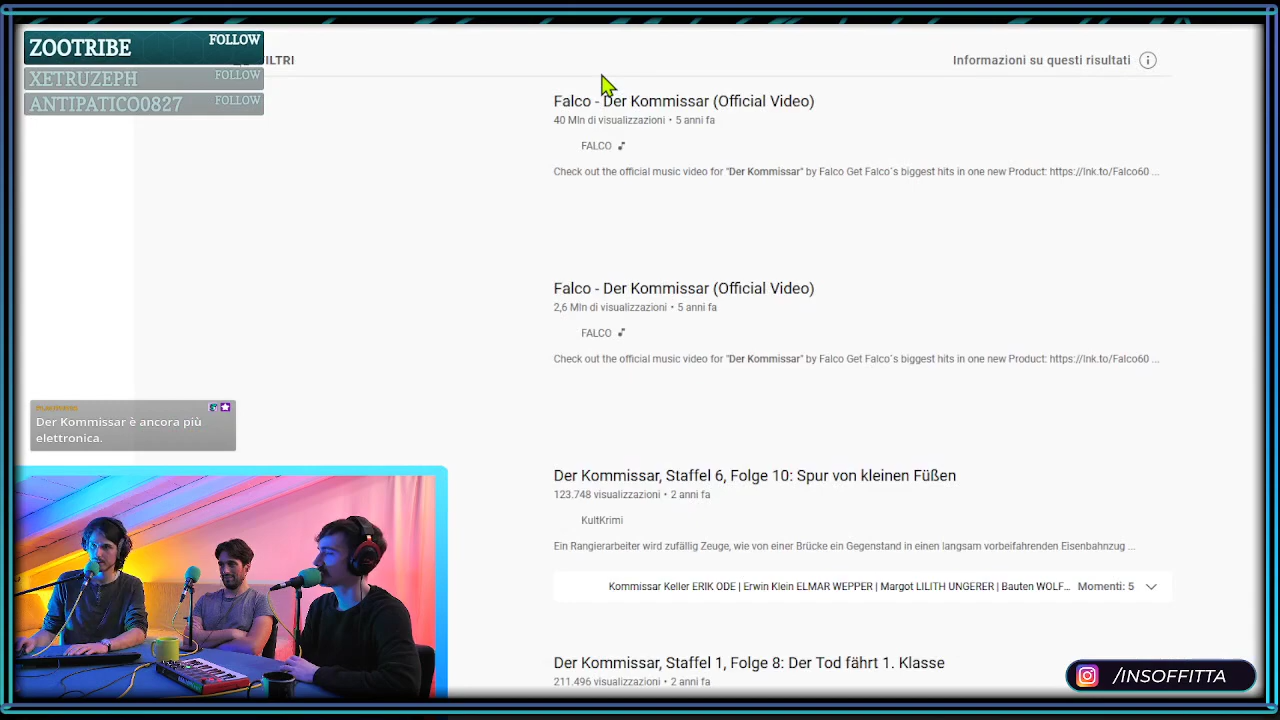 ZOOTRIBE FOLLOW
XETRUZEPH FOLLOW
ANTIPATICO0827 FOLLOW
ILTRI
Informazioni su questi risultati
Falco - Der Kommissar (Official Video)
40 Mln di visualizzazioni • 5 anni fa
FALCO
Check out the official music video for "Der Kommissar" by Falco Get Falco´s biggest hits in one new Product: https://lnk.to/Falco60 ...
Falco - Der Kommissar (Official Video)
2,6 Mln di visualizzazioni • 5 anni fa
FALCO
Check out the official music video for "Der Kommissar" by Falco Get Falco´s biggest hits in one new Product: https://lnk.to/Falco60 ...
Der Kommissar è ancora più
elettronica.
Der Kommissar, Staffel 6, Folge 10: Spur von kleinen Füßen
123.748 visualizzazioni • 2 anni fa
KultKrimi
Ein Rangierarbeiter wird zufällig Zeuge, wie von einer Brücke ein Gegenstand in einen langsam vorbeifahrenden Eisenbahnzug ...
Kommissar Keller ERIK ODE | Erwin Klein ELMAR WEPPER | Margot LILITH UNGERER | Bauten WOLF... Momenti: 5
Der Kommissar, Staffel 1, Folge 8: Der Tod fährt 1. Klasse
211.496 visualizzazioni • 2 anni fa
/INSOFFITTA